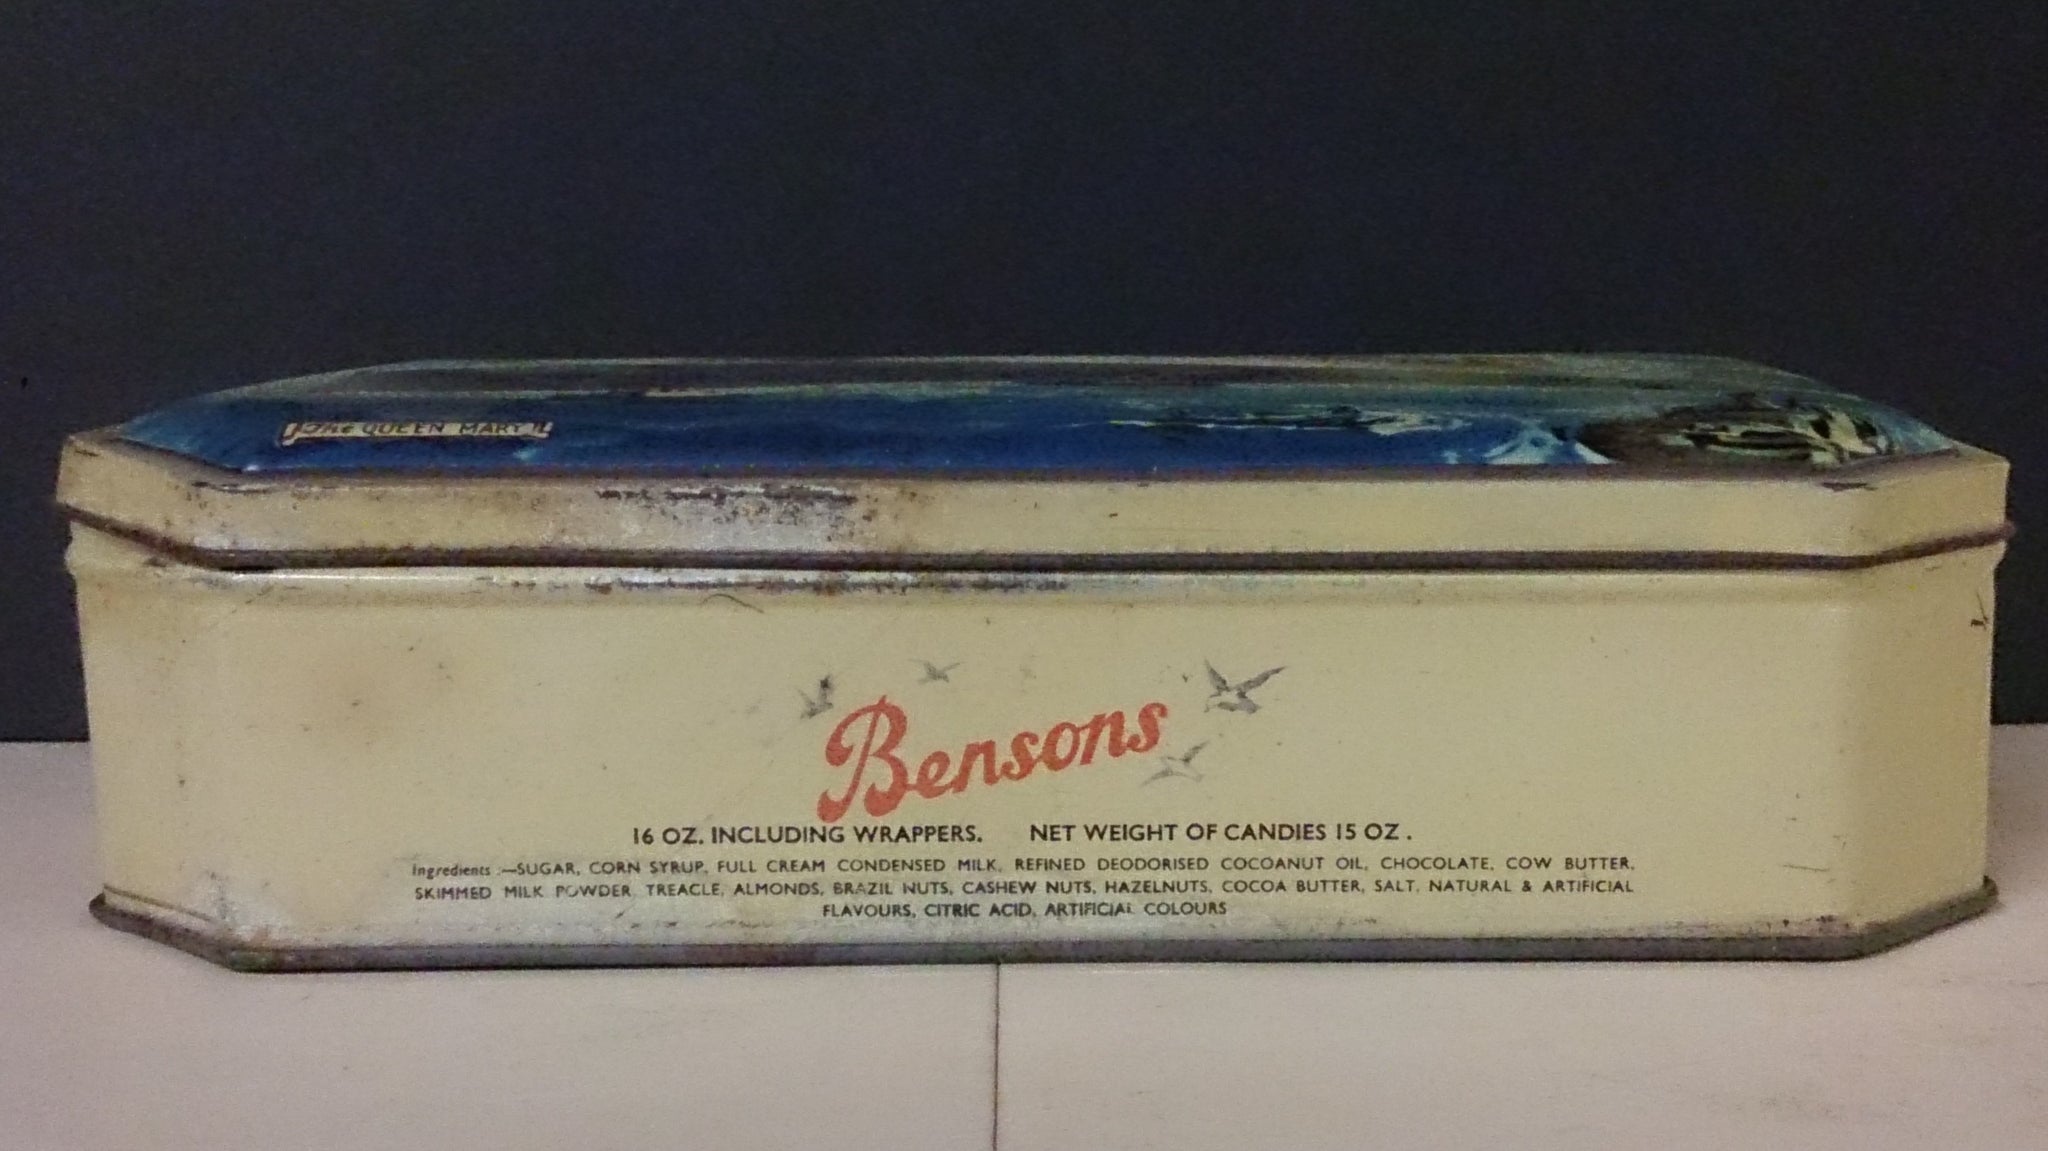 The QUEEN MARY
Bensons
16 OZ. INCLUDING WRAPPERS. NET WEIGHT OF CANDIES 15 OZ.
Ingredients :—SUGAR, CORN SYRUP, FULL CREAM CONDENSED MILK, REFINED DEODORISED COCOANUT OIL, CHOCOLATE, COW BUTTER,
SKIMMED MILK POWDER, TREACLE, ALMONDS, BRAZIL NUTS, CASHEW NUTS, HAZELNUTS, COCOA BUTTER, SALT, NATURAL & ARTIFICIAL
FLAVOURS, CITRIC ACID, ARTIFICIAL COLOURS